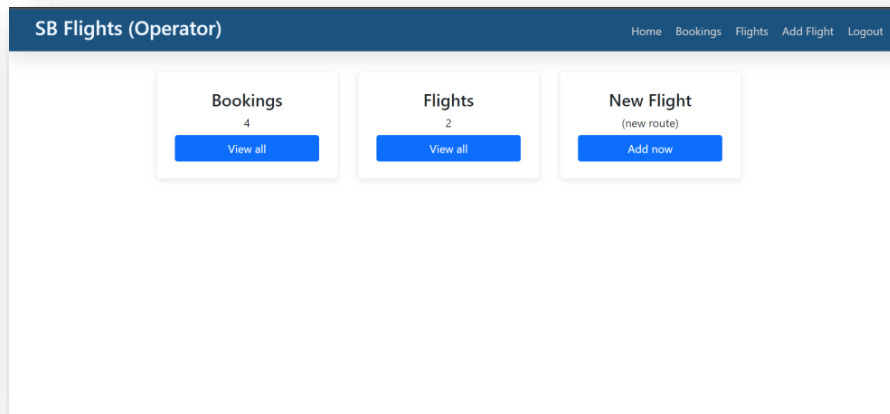 SB Flights (Operator)
Home Bookings Flights Add Flight Logout
Bookings
4
View all
Flights
2
View all
New Flight
(new route)
Add now